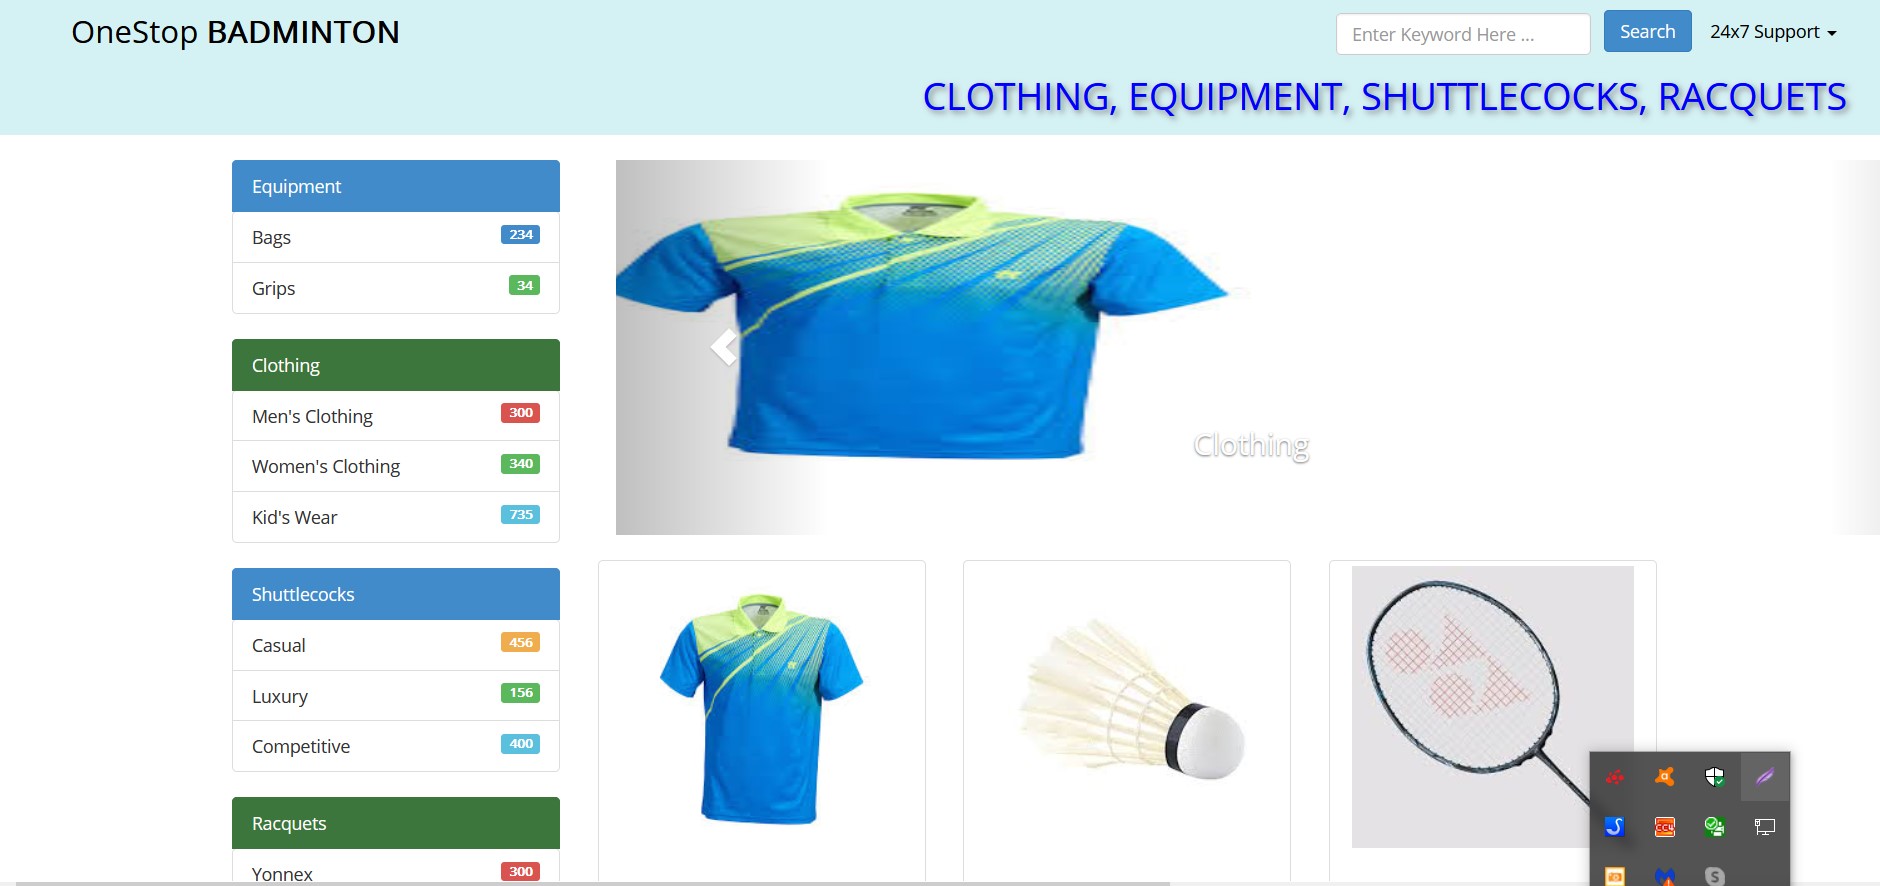 OneStop BADMINTON
Enter Keyword Here ...
Search
24x7 Support
CLOTHING, EQUIPMENT, SHUTTLECOCKS, RACQUETS
Equipment
Bags 234
Grips 34
Clothing
Men's Clothing 300
Women's Clothing 340
Kid's Wear 735
Shuttlecocks
Casual 456
Luxury 156
Competitive 400
Racquets
Yonnex 300
Clothing
CCU